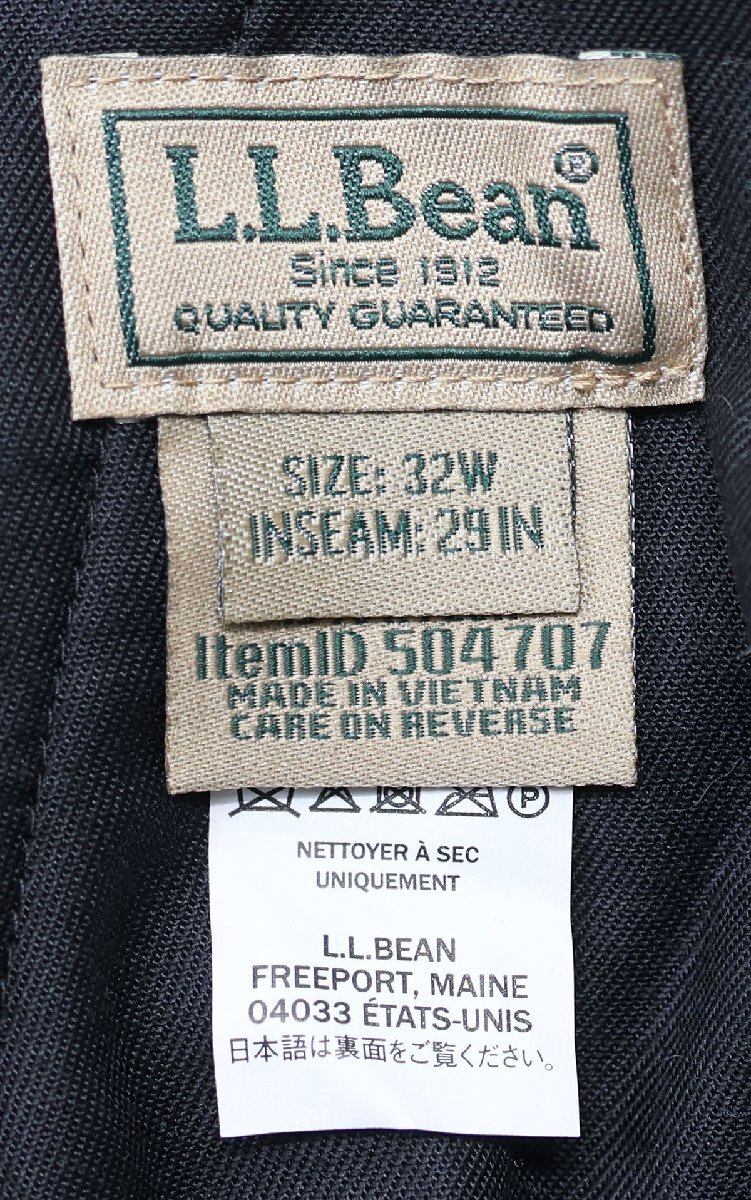 L.L.Bean®
Since 1912
QUALITY GUARANTEED
SIZE: 32W
INSEAM: 29 IN
ItemID 504707
MADE IN VIETNAM
CARE ON REVERSE
P
NETTOYER À SEC
UNIQUEMENT
L.L.BEAN
FREEPORT, MAINE
04033 ÉTATS-UNIS
日本語は裏面をご覧ください。